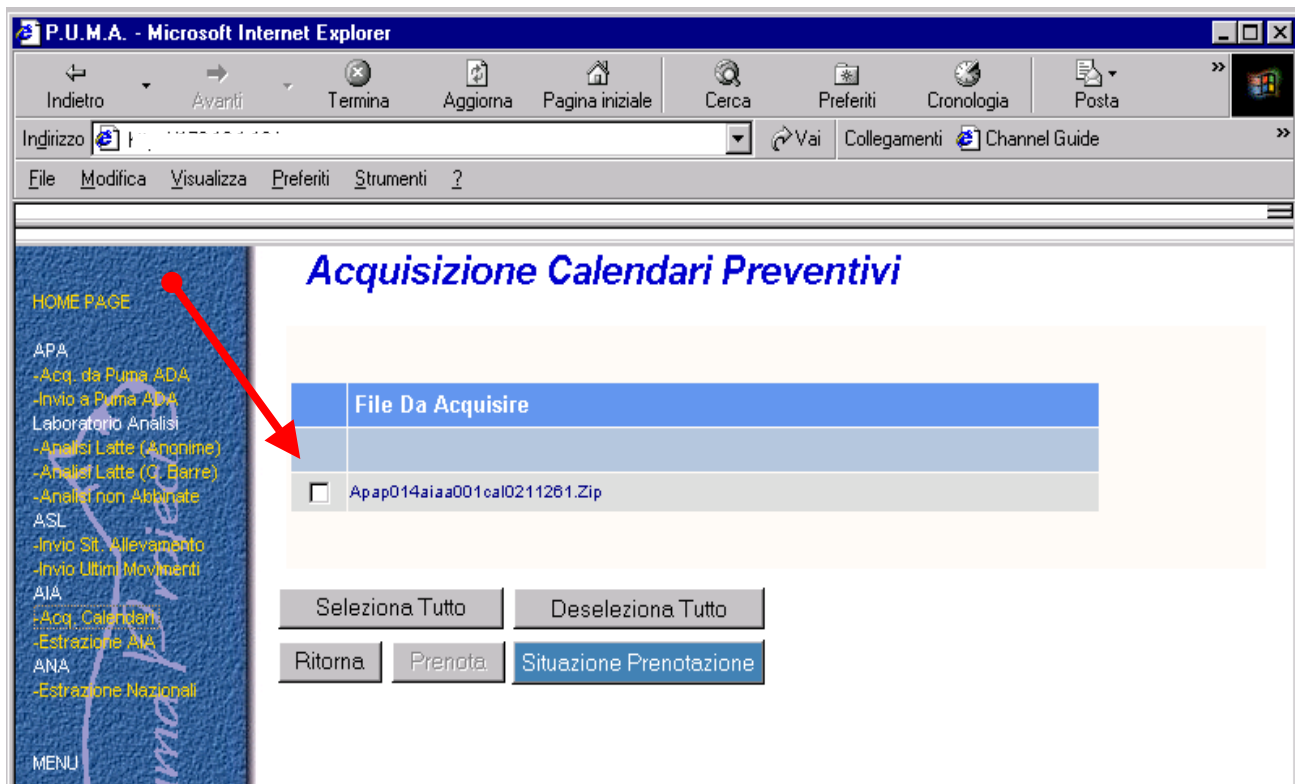 P.U.M.A. - Microsoft Internet Explorer
Indietro Avanti Termina Aggiorna Pagina iniziale Cerca Preferiti Cronologia Posta »
Indirizzo Vai Collegamenti Channel Guide »
File Modifica Visualizza Preferiti Strumenti ?
Acquisizione Calendari Preventivi
HOME PAGE
APA
-Acq. da Puma ADA
-Invio a Puma ADA
Laboratorio Analisi
-Analisi Latte (Anonime)
-Analisi Latte (C. Barre)
-Analisi non Abbinate
ASL
-Invio Sit. Allevamento
-Invio Ultimi Movimenti
AIA
-Acq. Calendari
-Estrazione AIA
ANA
-Estrazione Nazionali
MENU
uma project
File Da Acquisire
Apap014aiaa001cal0211261.Zip
Seleziona Tutto Deseleziona Tutto
Ritorna Prenota Situazione Prenotazione